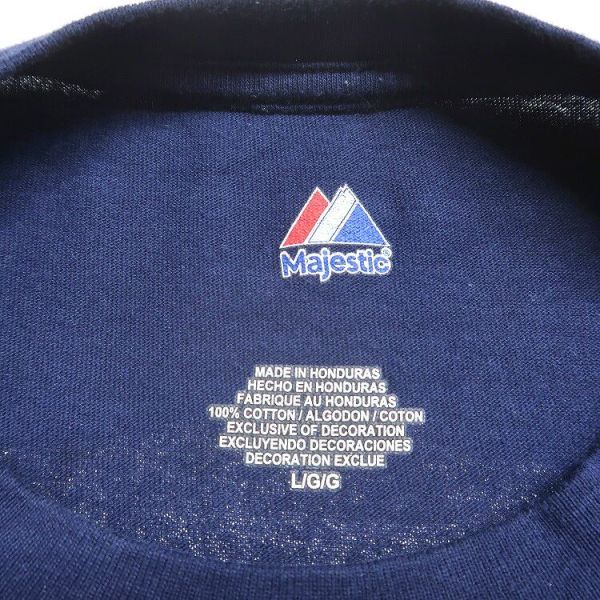 Majestic®
MADE IN HONDURAS
HECHO EN HONDURAS
FABRIQUE AU HONDURAS
100% COTTON / ALGODON / COTON
EXCLUSIVE OF DECORATION
EXCLUYENDO DECORACIONES
DECORATION EXCLUE
L/G/G